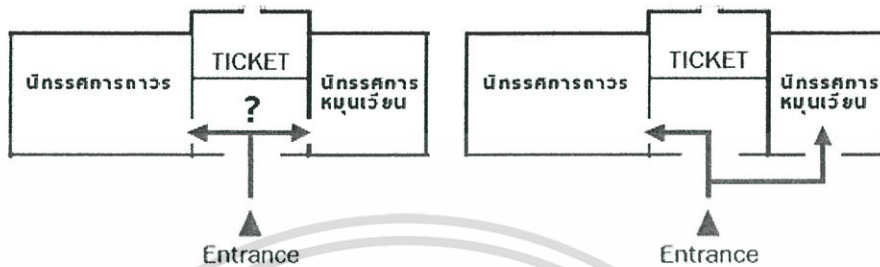 TICKET
นิทรรศการถาวร
นิทรรศการ
หมุนเวียน
?
Entrance
TICKET
นิทรรศการถาวร
นิทรรศการ
หมุนเวียน
Entrance